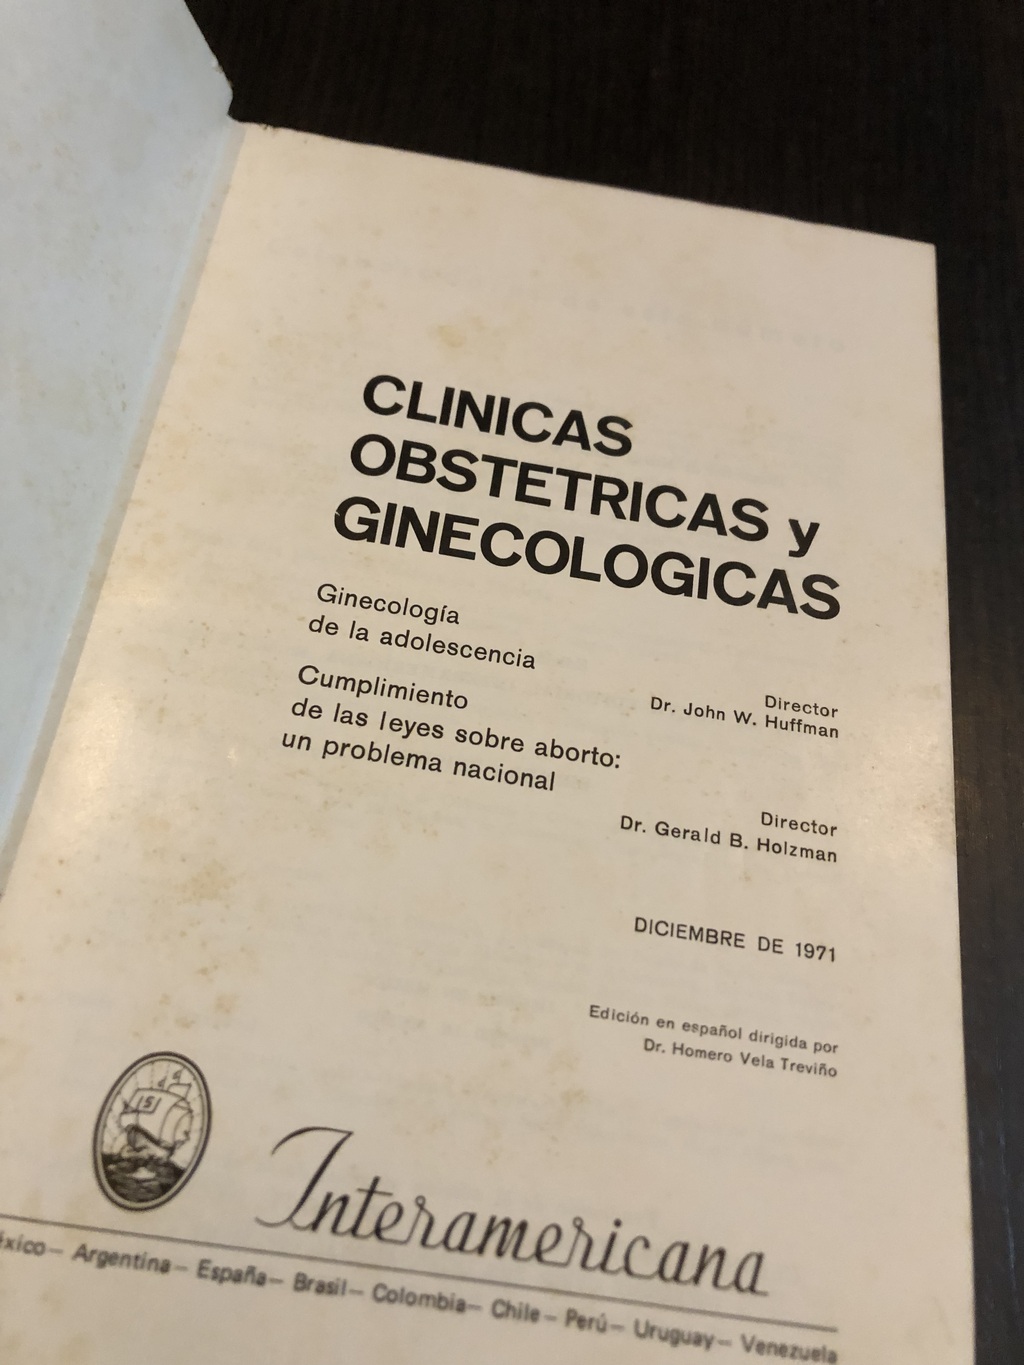 CLINICAS
OBSTETRICAS y
GINECOLOGICAS
Ginecología
de la adolescencia
Director
Dr. John W. Huffman
Cumplimiento
de las leyes sobre aborto:
un problema nacional
Director
Dr. Gerald B. Holzman
DICIEMBRE DE 1971
Edición en español dirigida por
Dr. Homero Vela Treviño
Interamericana
éxico— Argentina— España— Brasil— Colombia— Chile— Perú— Uruguay— Venezuela